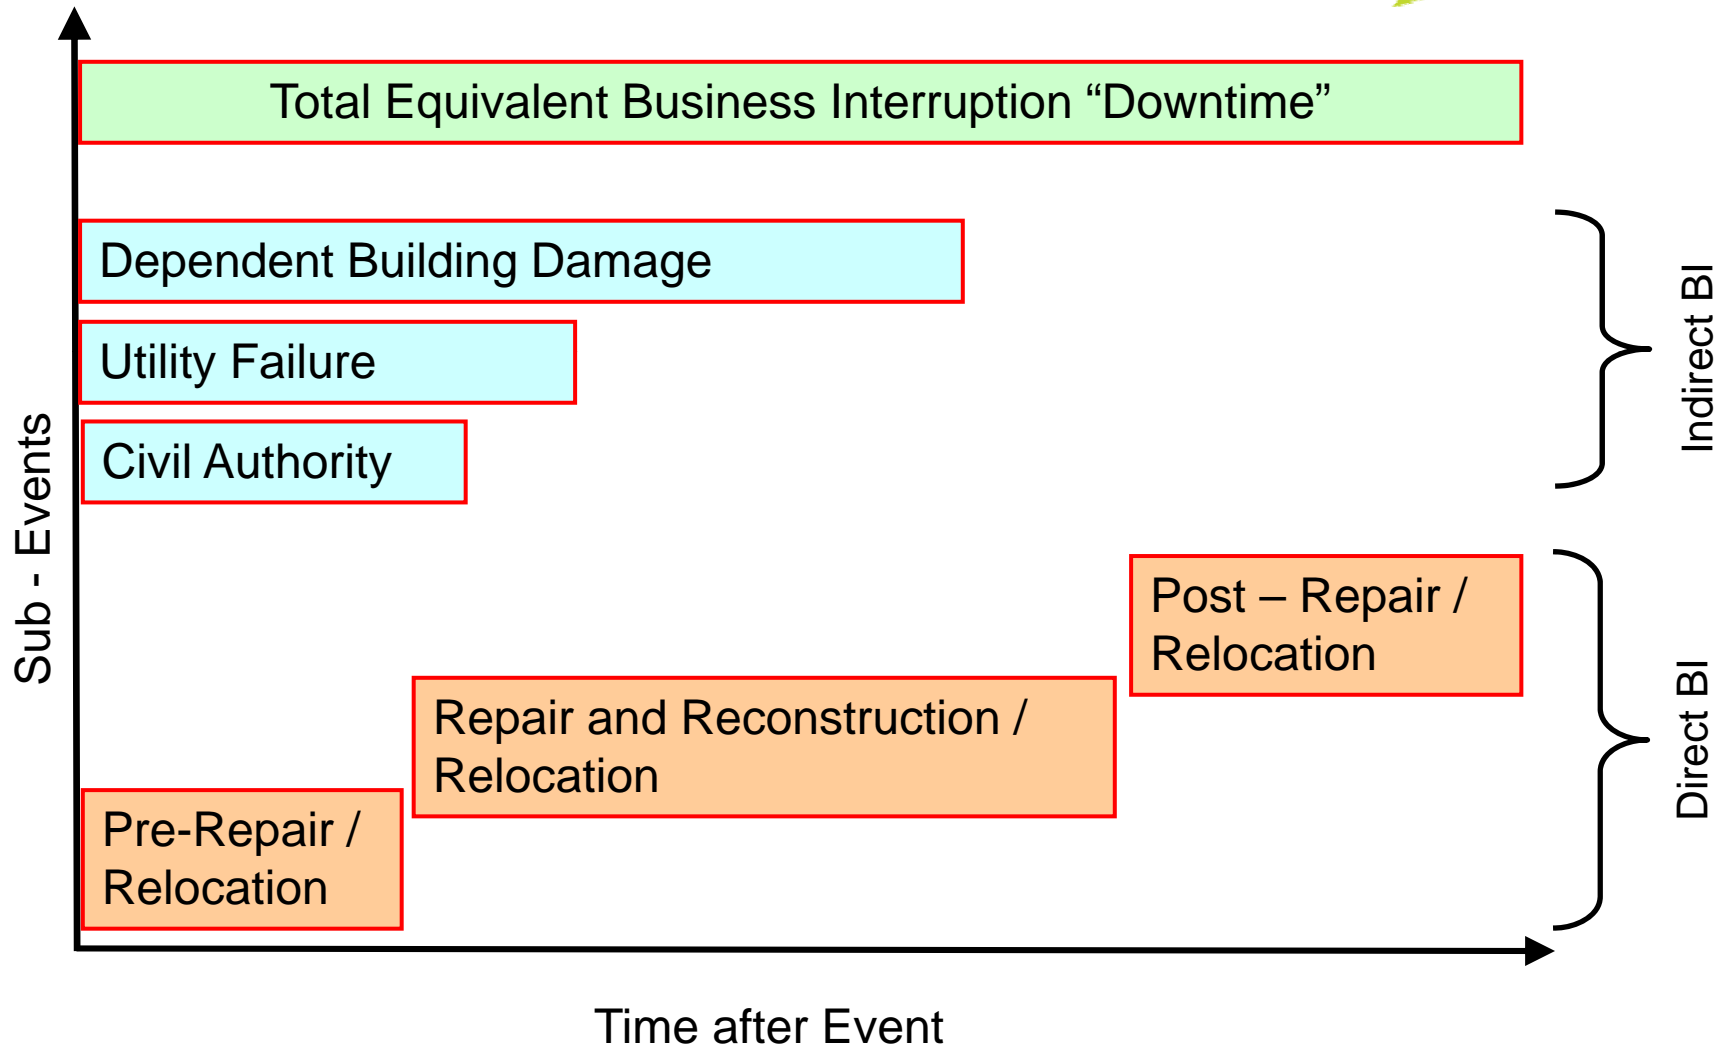 Total Equivalent Business Interruption “Downtime”
Dependent Building Damage
Utility Failure
Civil Authority
Indirect BI
Sub - Events
Post – Repair /
Relocation
Repair and Reconstruction /
Relocation
Direct BI
Pre-Repair /
Relocation
Time after Event